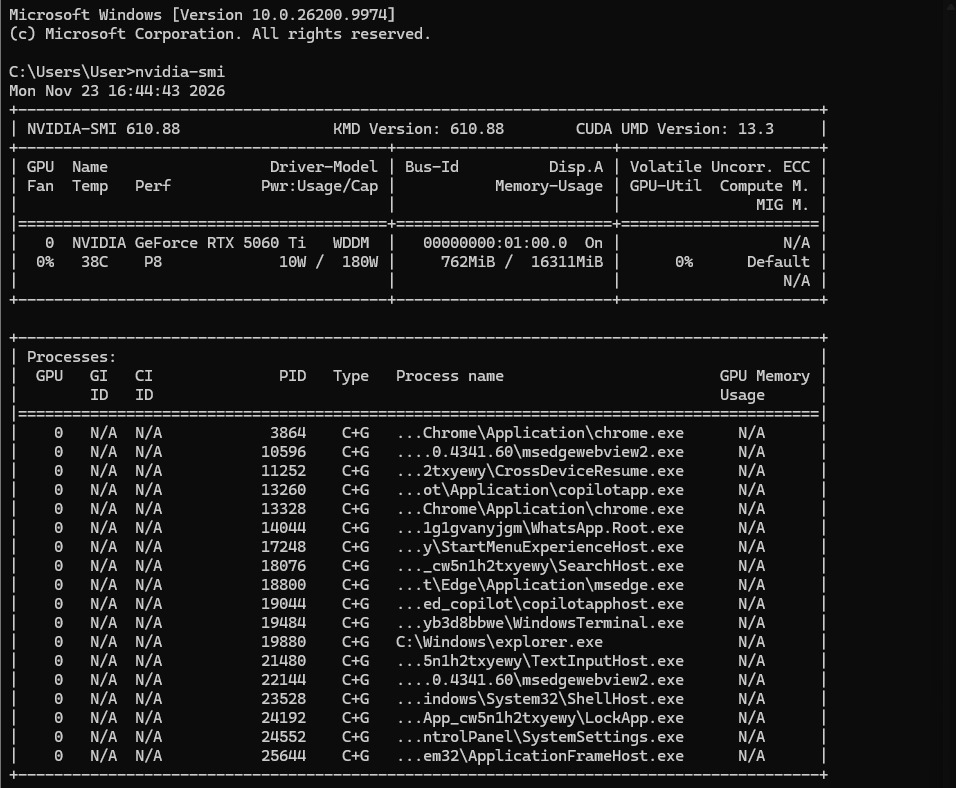 Microsoft Windows [Version 10.0.26200.9974]
(c) Microsoft Corporation. All rights reserved.

C:\Users\User>nvidia-smi
Mon Nov 23 16:44:43 2026
+-----------------------------------------------------------------------------------------+
| NVIDIA-SMI 610.88                 KMD Version: 610.88        CUDA UMD Version: 13.3     |
+-----------------------------------------+------------------------+----------------------+
| GPU  Name                  Driver-Model | Bus-Id          Disp.A | Volatile Uncorr. ECC |
| Fan  Temp   Perf          Pwr:Usage/Cap |           Memory-Usage | GPU-Util  Compute M. |
|                                         |                        |               MIG M. |
|=========================================+========================+======================|
|   0  NVIDIA GeForce RTX 5060 Ti   WDDM  |   00000000:01:00.0  On |                  N/A |
|  0%   38C    P8              10W /  180W |     762MiB /  16311MiB |      0%      Default |
|                                         |                        |                  N/A |
+-----------------------------------------+------------------------+----------------------+

+-----------------------------------------------------------------------------------------+
| Processes:                                                                              |
|  GPU   GI   CI              PID   Type   Process name                        GPU Memory |
|        ID   ID                                                               Usage      |
|=========================================================================================|
|    0   N/A  N/A            3864    C+G   ...Chrome\Application\chrome.exe      N/A      |
|    0   N/A  N/A           10596    C+G   ....0.4341.60\msedgewebview2.exe      N/A      |
|    0   N/A  N/A           11252    C+G   ...2txyewy\CrossDeviceResume.exe      N/A      |
|    0   N/A  N/A           13260    C+G   ...ot\Application\copilotapp.exe      N/A      |
|    0   N/A  N/A           13328    C+G   ...Chrome\Application\chrome.exe      N/A      |
|    0   N/A  N/A           14044    C+G   ...1g1gvanyjgm\WhatsApp.Root.exe      N/A      |
|    0   N/A  N/A           17248    C+G   ...y\StartMenuExperienceHost.exe      N/A      |
|    0   N/A  N/A           18076    C+G   ..._cw5n1h2txyewy\SearchHost.exe      N/A      |
|    0   N/A  N/A           18800    C+G   ...t\Edge\Application\msedge.exe      N/A      |
|    0   N/A  N/A           19044    C+G   ...ed_copilot\copilotapphost.exe      N/A      |
|    0   N/A  N/A           19484    C+G   ...yb3d8bbwe\WindowsTerminal.exe      N/A      |
|    0   N/A  N/A           19880    C+G   C:\Windows\explorer.exe               N/A      |
|    0   N/A  N/A           21480    C+G   ...5n1h2txyewy\TextInputHost.exe      N/A      |
|    0   N/A  N/A           22144    C+G   ....0.4341.60\msedgewebview2.exe      N/A      |
|    0   N/A  N/A           23528    C+G   ...indows\System32\ShellHost.exe      N/A      |
|    0   N/A  N/A           24192    C+G   ...App_cw5n1h2txyewy\LockApp.exe      N/A      |
|    0   N/A  N/A           24552    C+G   ...ntrolPanel\SystemSettings.exe      N/A      |
|    0   N/A  N/A           25644    C+G   ...em32\ApplicationFrameHost.exe      N/A      |
+-----------------------------------------------------------------------------------------+